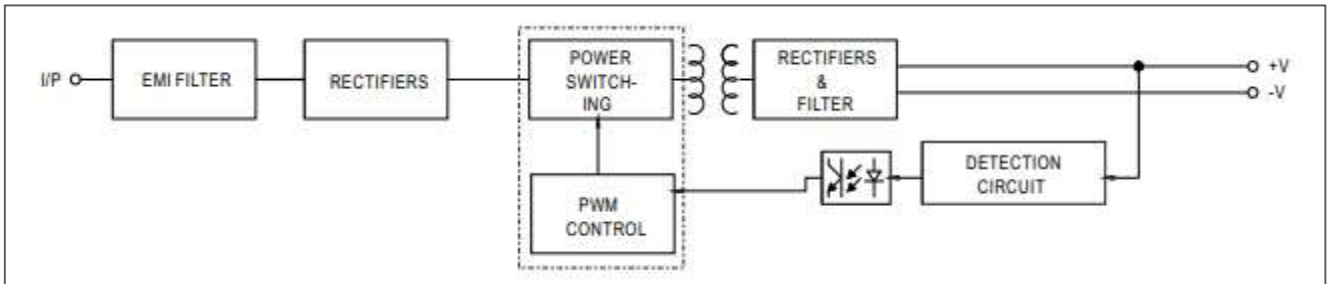 I/P
EMI FILTER
RECTIFIERS
POWER
SWITCH-
ING
RECTIFIERS
&
FILTER
+V
-V
DETECTION
CIRCUIT
PWM
CONTROL